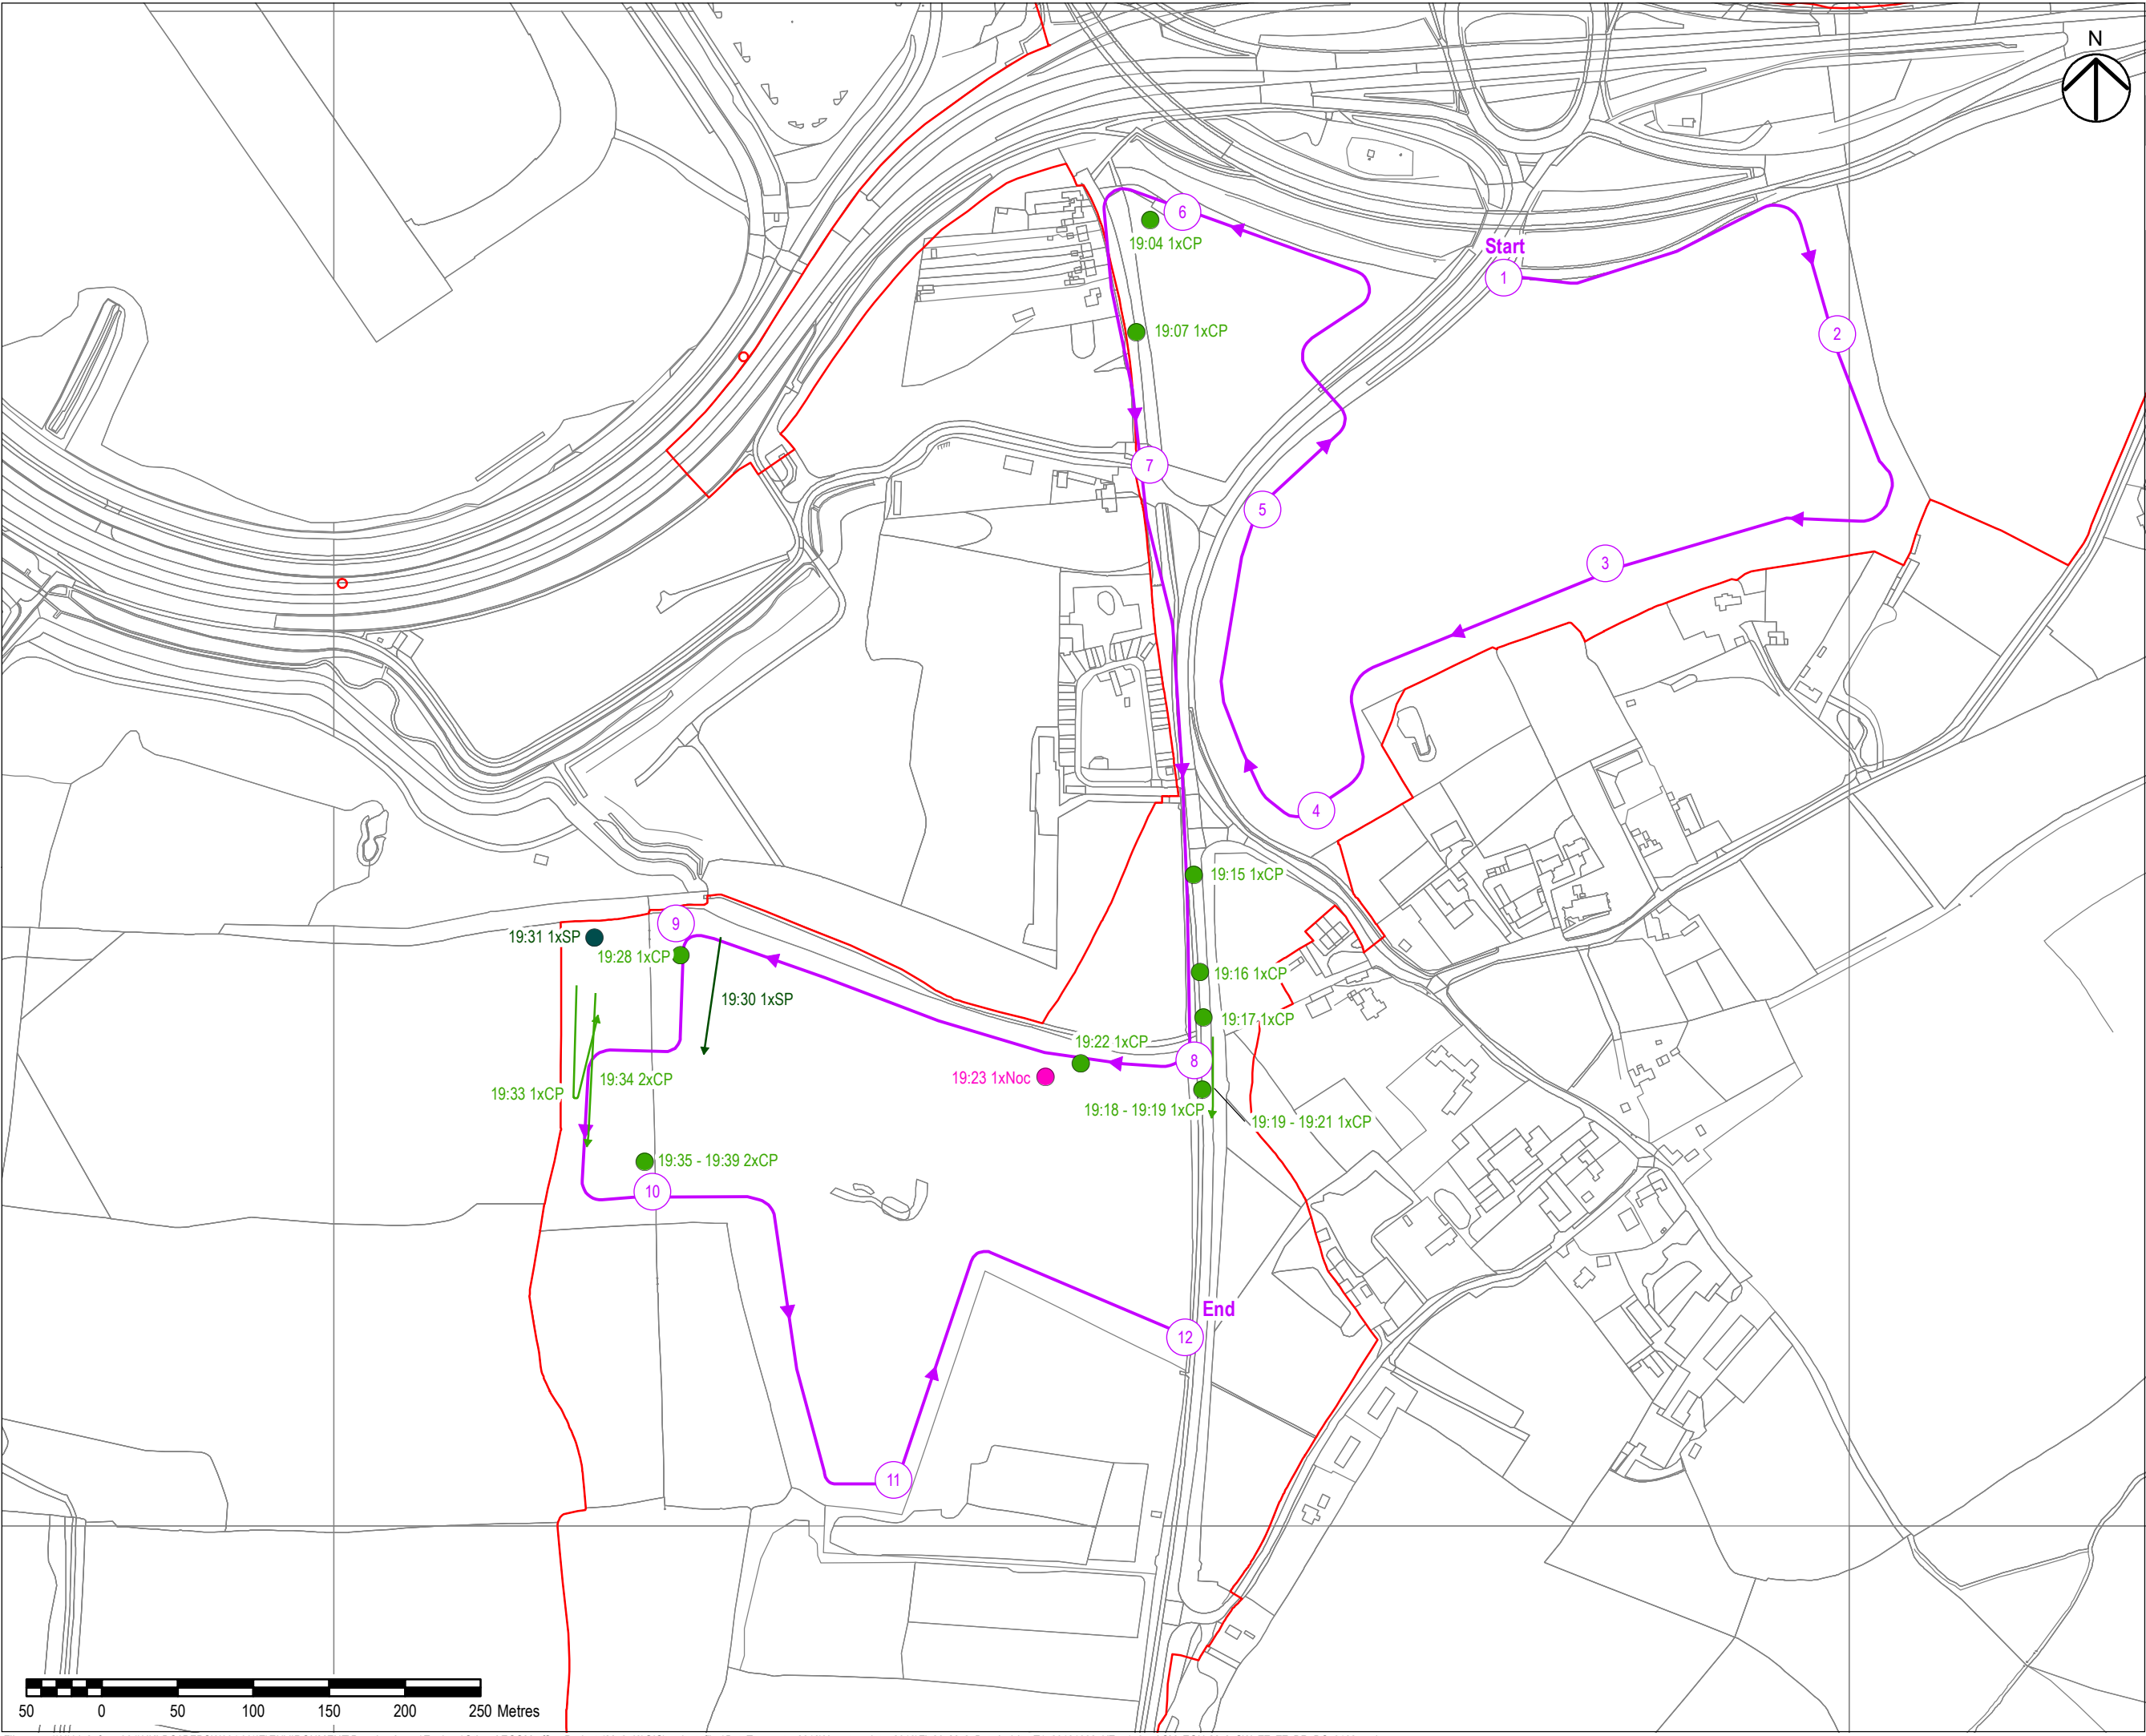 N
6
19:04 1xCP
Start
1
19:07 1xCP
2
7
5
3
4
19:15 1xCP
9
19:31 1xSP
19:28 1xCP
19:16 1xCP
19:30 1xSP
19:17 1xCP
19:22 1xCP
8
19:23 1xNoc
19:34 2xCP
19:33 1xCP
19:18 - 19:19 1xCP
19:19 - 19:21 1xCP
19:35 - 19:39 2xCP
10
End
12
11
50 0 50 100 150 200 250 Metres